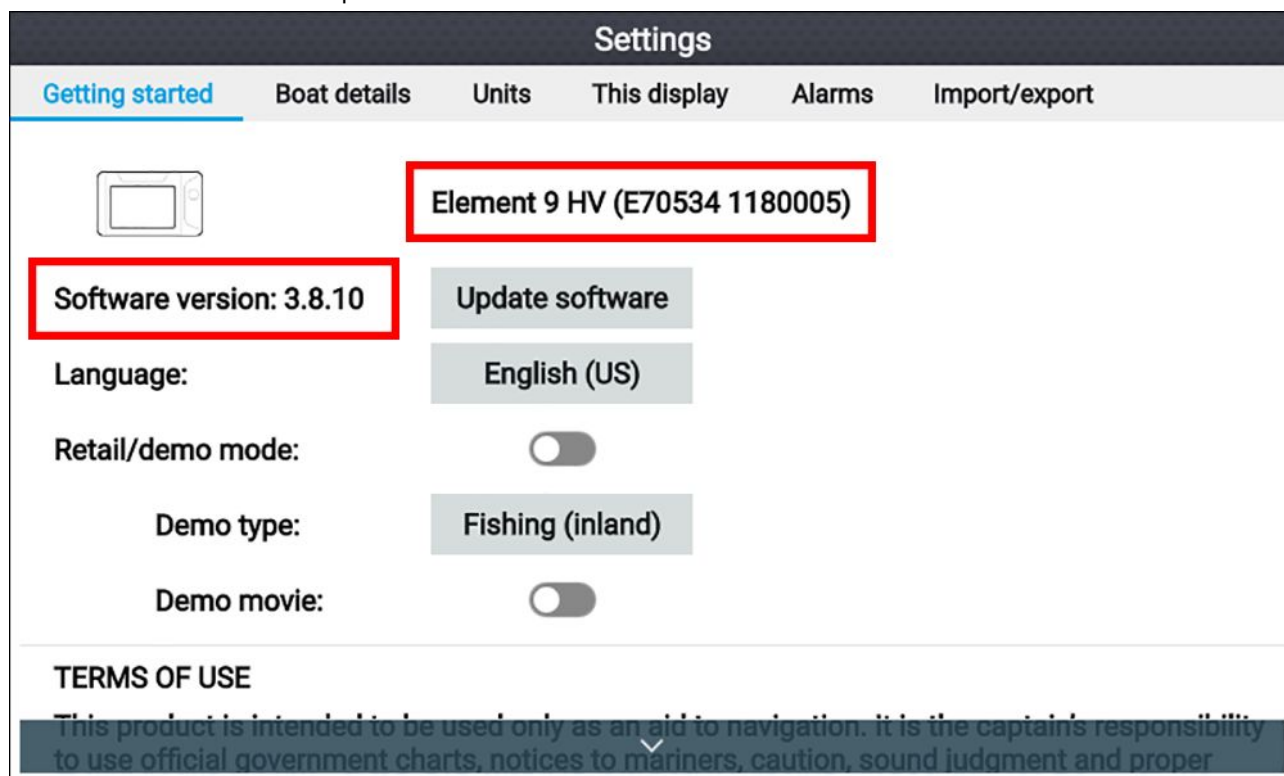 Settings
Getting started Boat details Units This display Alarms Import/export
Element 9 HV (E70534 1180005)
Software version: 3.8.10 Update software
Language: English (US)
Retail/demo mode:
Demo type: Fishing (inland)
Demo movie:
TERMS OF USE
This product is intended to be used only as an aid to navigation. It is the captain's responsibility
to use official government charts, notices to mariners, caution, sound judgment and proper